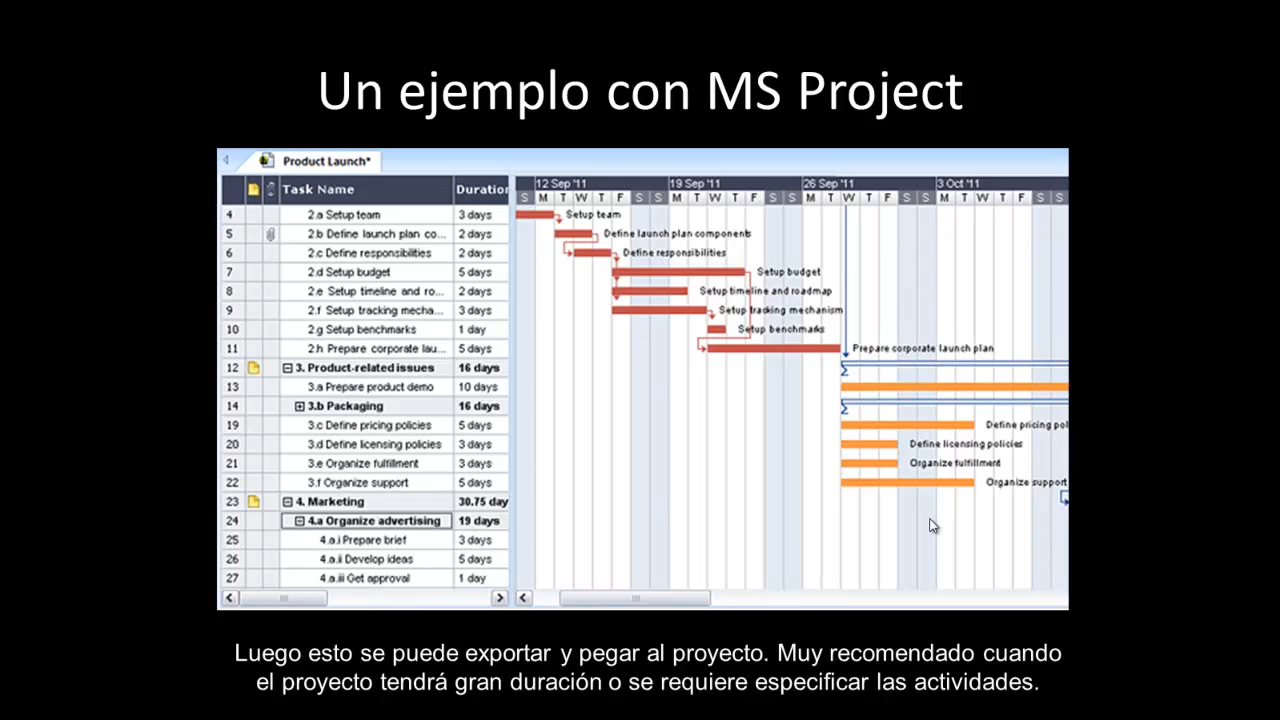 Un ejemplo con MS Project
Product Launch*
Task Name Duration
12 Sep '11 19 Sep '11 26 Sep '11 3 Oct '11
S M T W T F S S M T W T F S S M T W T F S S M T W T F S S
4 2.a Setup team 3 days Setup team
5 2.b Define launch plan co... 2 days Define launch plan components
6 2.c Define responsibilities 2 days Define responsibilities
7 2.d Setup budget 5 days Setup budget
8 2.e Setup timeline and ro... 2 days Setup timeline and roadmap
9 2.f Setup tracking mecha... 3 days Setup tracking mechanism
10 2.g Setup benchmarks 1 day Setup benchmarks
11 2.h Prepare corporate lau... 5 days Prepare corporate launch plan
12 3. Product-related issues 16 days
13 3.a Prepare product demo 10 days
14 3.b Packaging 16 days
19 3.c Define pricing policies 5 days Define pricing pol
20 3.d Define licensing policies 3 days Define licensing policies
21 3.e Organize fulfillment 3 days Organize fulfillment
22 3.f Organize support 5 days Organize support
23 4. Marketing 30.75 day
24 4.a Organize advertising 19 days
25 4.a.i Prepare brief 3 days
26 4.a.ii Develop ideas 5 days
27 4.a.iii Get approval 1 day
Luego esto se puede exportar y pegar al proyecto. Muy recomendado cuando
el proyecto tendrá gran duración o se requiere especificar las actividades.